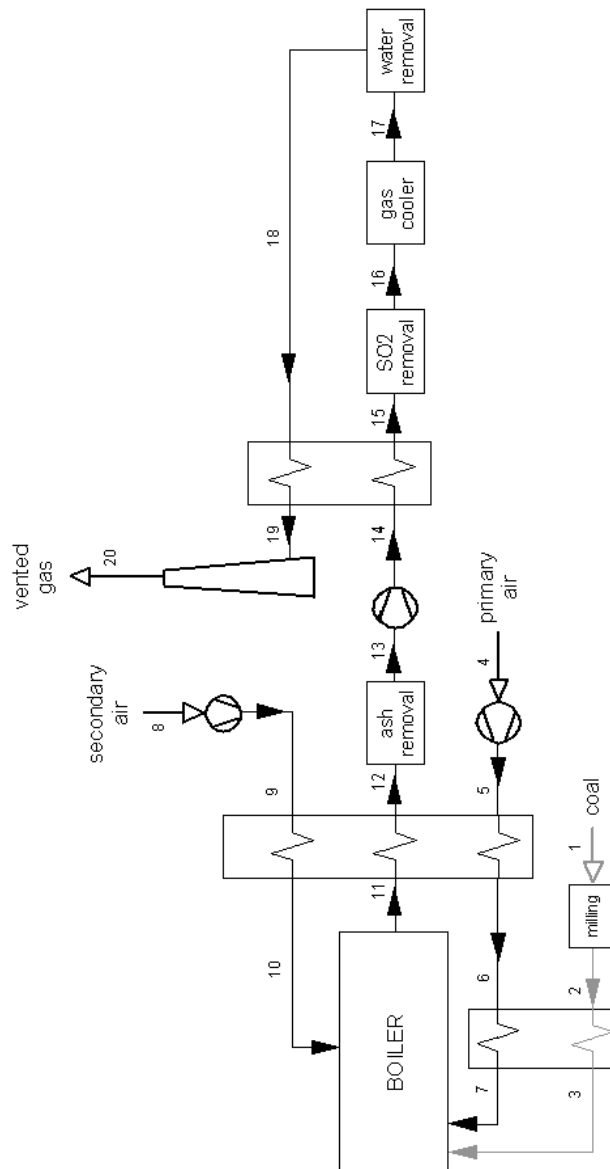 water
removal
17
gas
cooler
18
16
SO2
removal
15
vented
gas
20
19
14
primary
air
4
13
secondary
air
8
ash
removal
12
9
5
coal
1
milling
11
10
6
2
BOILER
7
3